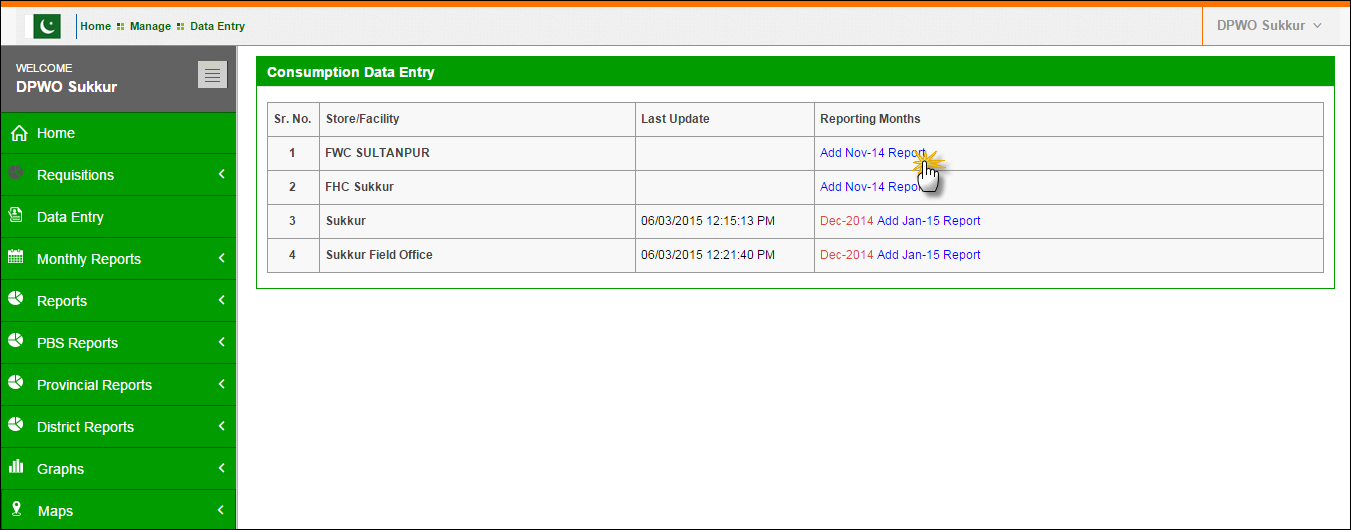 Home Manage Data Entry
DPWO Sukkur
WELCOME
DPWO Sukkur
Home
Requisitions
Data Entry
Monthly Reports
Reports
PBS Reports
Provincial Reports
District Reports
Graphs
Maps
Consumption Data Entry
Sr. No. Store/Facility Last Update Reporting Months
1 FWC SULTANPUR Add Nov-14 Report
2 FHC Sukkur Add Nov-14 Report
3 Sukkur 06/03/2015 12:15:13 PM Dec-2014 Add Jan-15 Report
4 Sukkur Field Office 06/03/2015 12:21:40 PM Dec-2014 Add Jan-15 Report